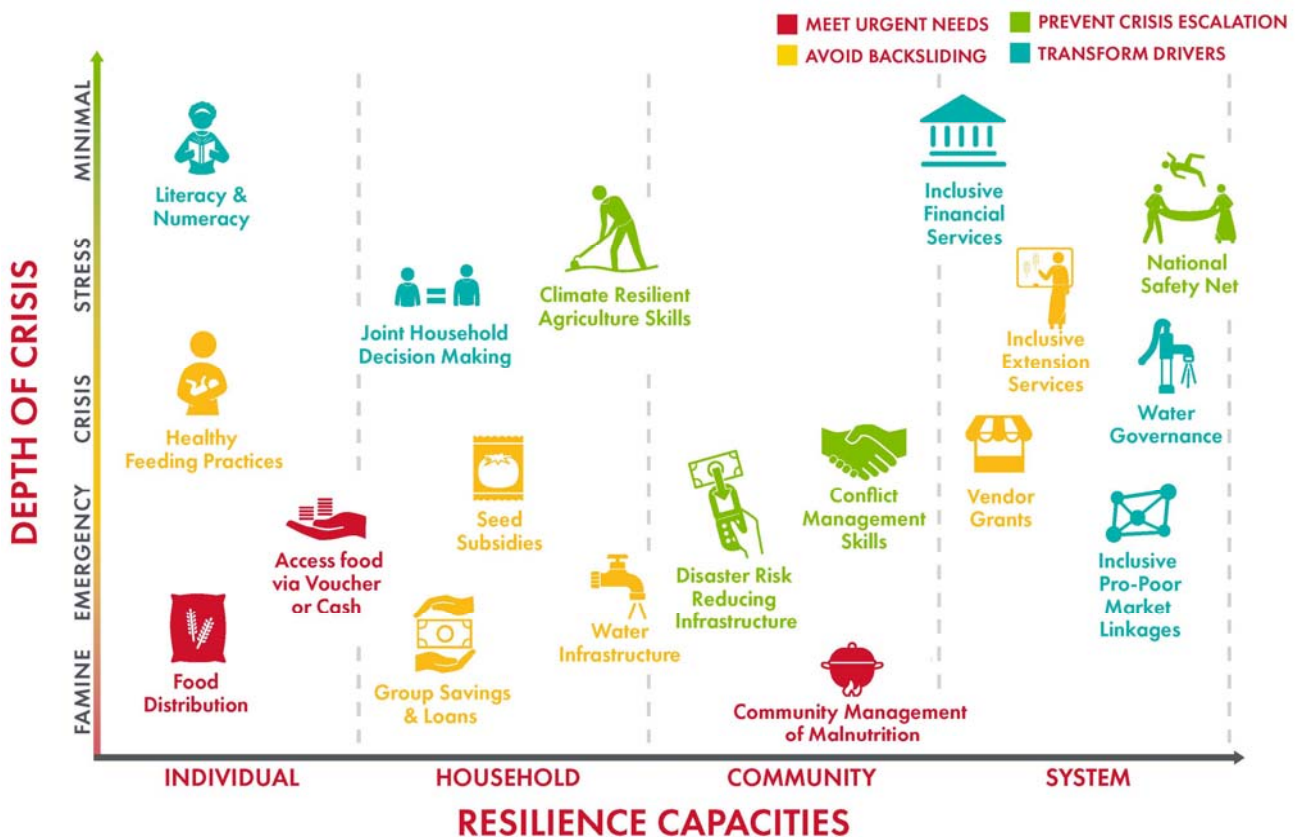 MEET URGENT NEEDS
PREVENT CRISIS ESCALATION
AVOID BACKSLIDING
TRANSFORM DRIVERS
DEPTH OF CRISIS
MINIMAL
STRESS
CRISIS
EMERGENCY
FAMINE
Literacy &
Numeracy
Inclusive
Financial
Services
National
Safety Net
Climate Resilient
Agriculture Skills
Joint Household
Decision Making
Inclusive
Extension
Services
Healthy
Feeding Practices
Water
Governance
Seed
Subsidies
Conflict
Management
Skills
Vendor
Grants
Access food
via Voucher
or Cash
Disaster Risk
Reducing
Infrastructure
Inclusive
Pro-Poor
Market
Linkages
Water
Infrastructure
Food
Distribution
Group Savings
& Loans
Community Management
of Malnutrition
INDIVIDUAL
HOUSEHOLD
COMMUNITY
SYSTEM
RESILIENCE CAPACITIES